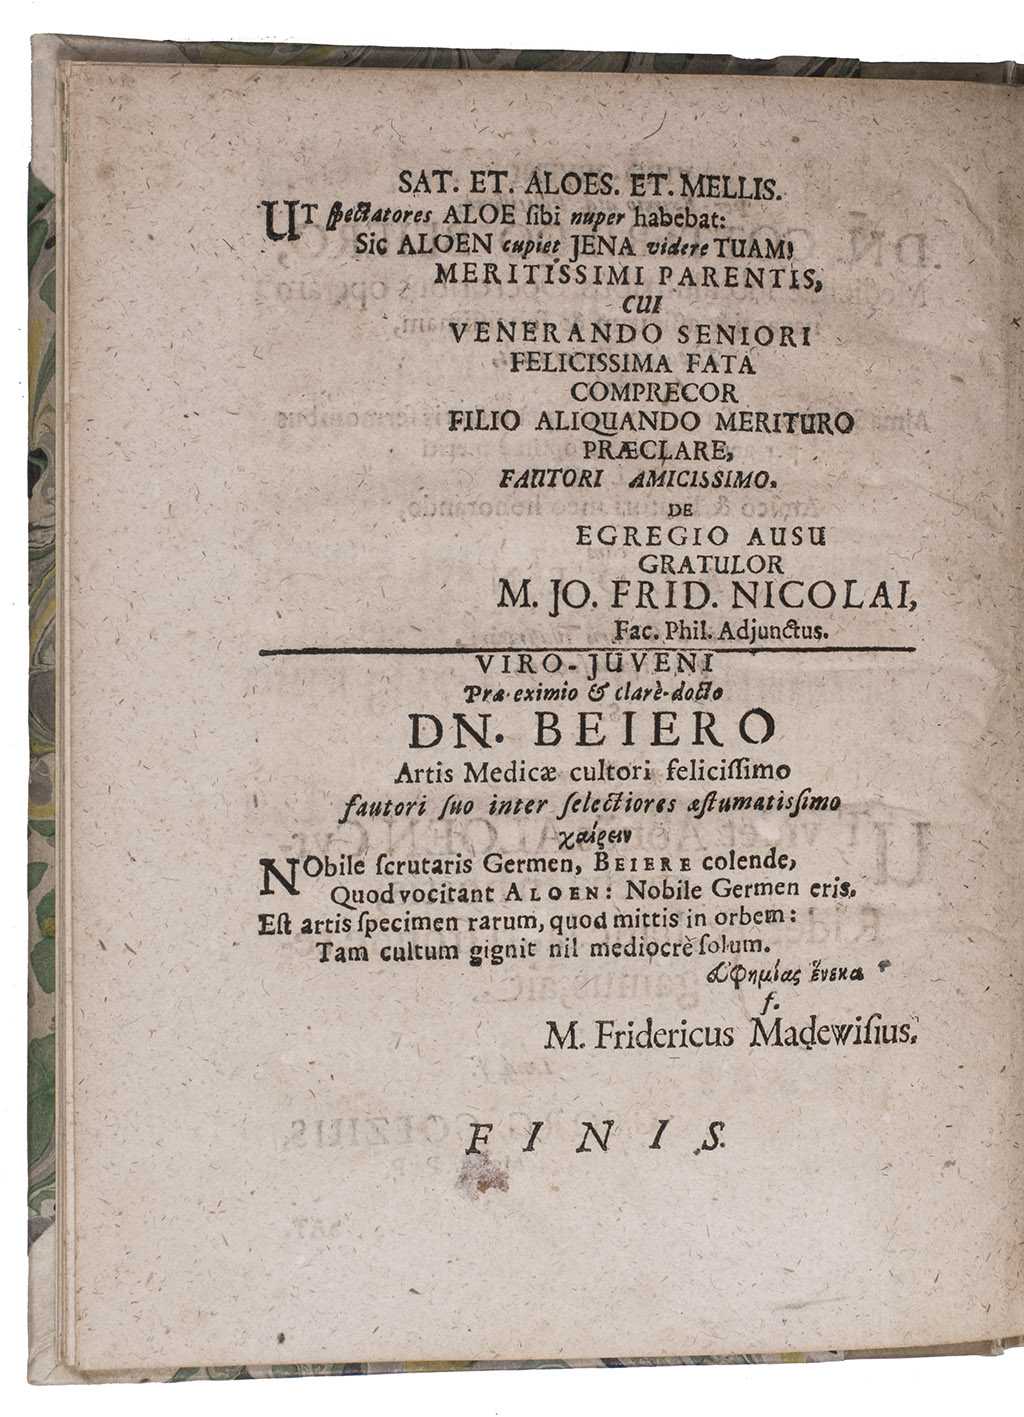 SAT. ET. ALOES. ET. MELLIS.
UT ſpectatores ALOE ſibi nuper habebat:
Sic ALOEN cupiet JENA videre TUAM;
MERITISSIMI PARENTIS,
CUI
VENERANDO SENIORI
FELICISSIMA FATA
COMPRECOR
FILIO ALIQUANDO MERITURO
PRÆCLARE,
FAUTORI AMICISSIMO.
DE
EGREGIO AUSU
GRATULOR
M. JO. FRID. NICOLAI,
Fac. Phil. Adjunctus.
VIRO-JUVENI
Præ-eximio & clarè-docto
DN. BEIERO
Artis Medicæ cultori feliciſſimo
fautori ſuo inter ſelectiores æſtumatiſsimo
χαίρειν
NObile ſcrutaris Germen, BEIERE colende,
Quod vocitant ALOEN: Nobile Germen eris.
Eſt artis ſpecimen rarum, quod mittis in orbem:
Tam cultum gignit nil mediocrè ſolum.
εὐφημίας ἕνεκα
f.
M. Fridericus Madewiſius.
FINIS.